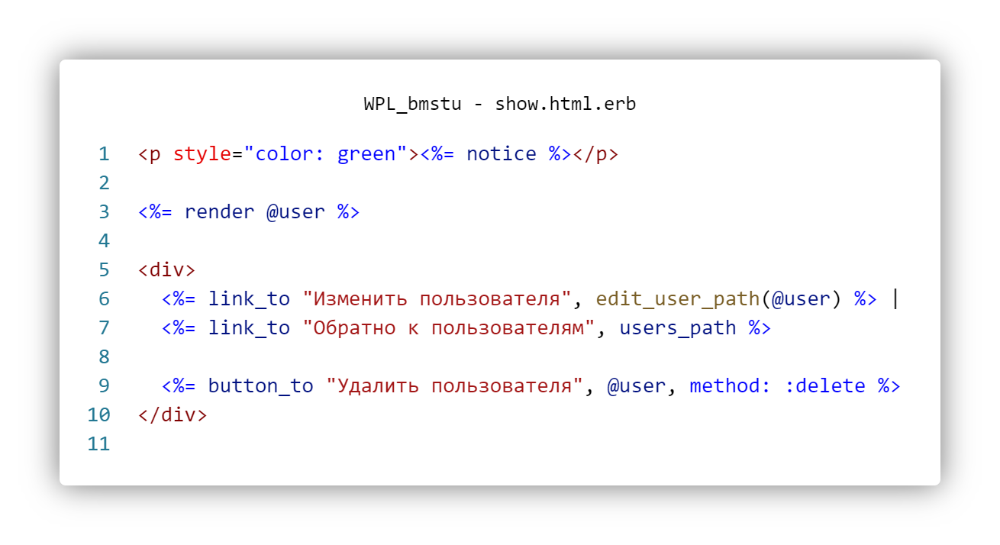 WPL_bmstu - show.html.erb
1 <p style="color: green"><%= notice %></p>
2
3 <%= render @user %>
4
5 <div>
6   <%= link_to "Изменить пользователя", edit_user_path(@user) %> |
7   <%= link_to "Обратно к пользователям", users_path %>
8
9   <%= button_to "Удалить пользователя", @user, method: :delete %>
10 </div>
11